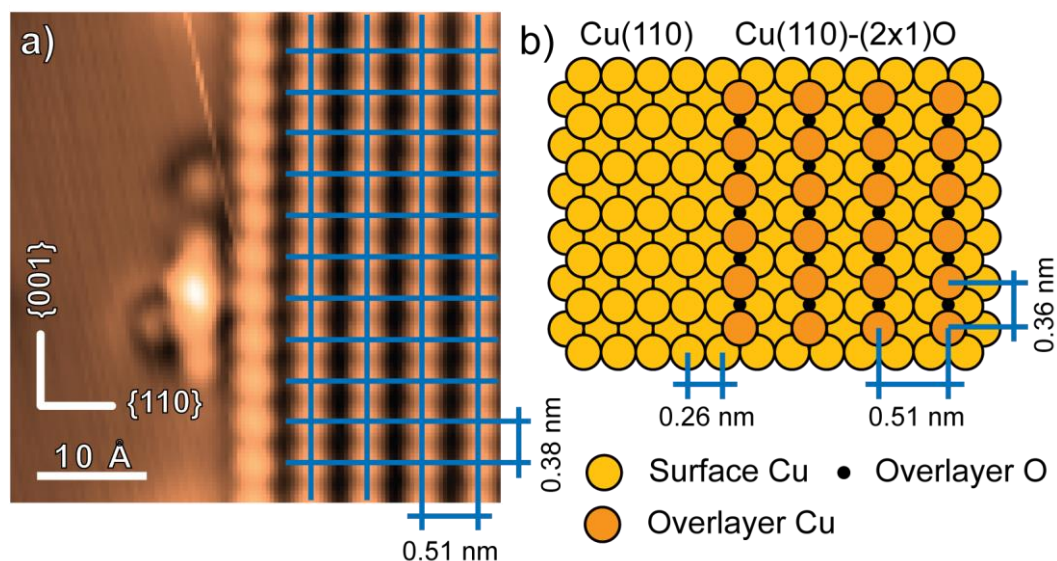 a)
{001}
{110}
10 Å
0.38 nm
0.51 nm
b)
Cu(110)
Cu(110)-(2x1)O
0.36 nm
0.26 nm
0.51 nm
Surface Cu
Overlayer O
Overlayer Cu